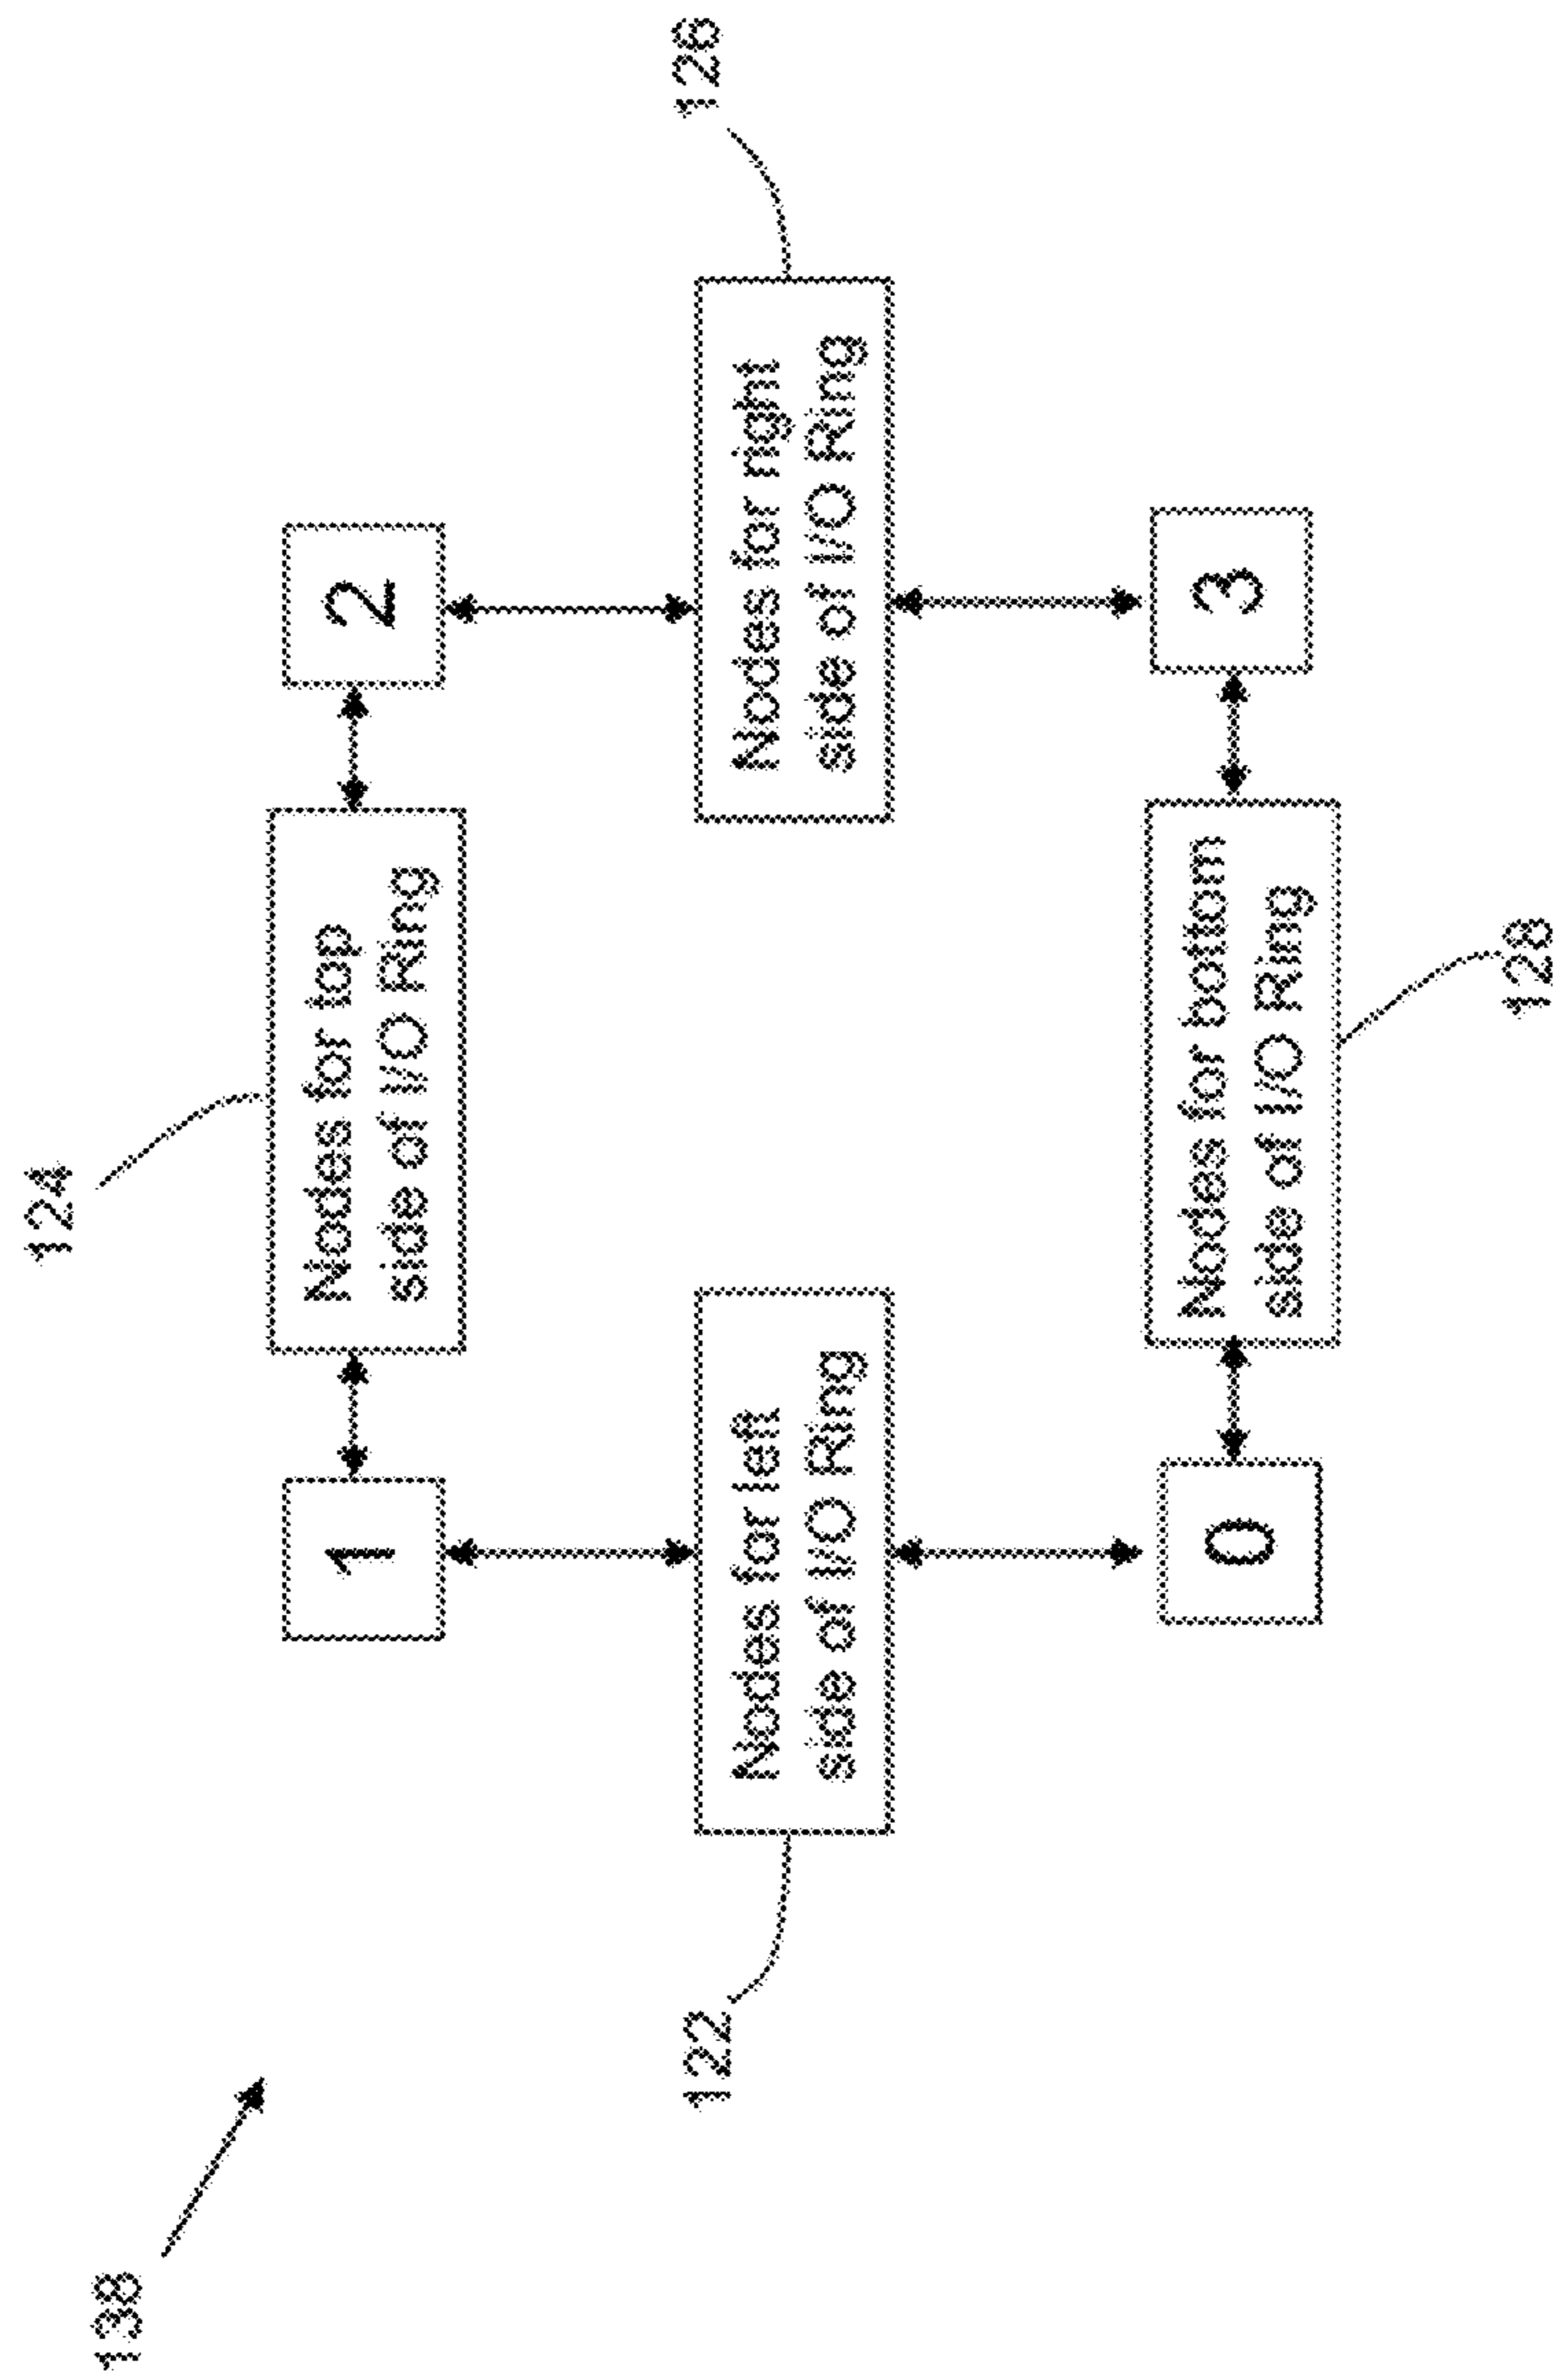 138
124
126
1
Nodes for top
side of I/O Ring
2
122
Nodes for left
side of I/O Ring
Nodes for right
side of I/O Ring
0
Nodes for bottom
side of I/O Ring
3
128